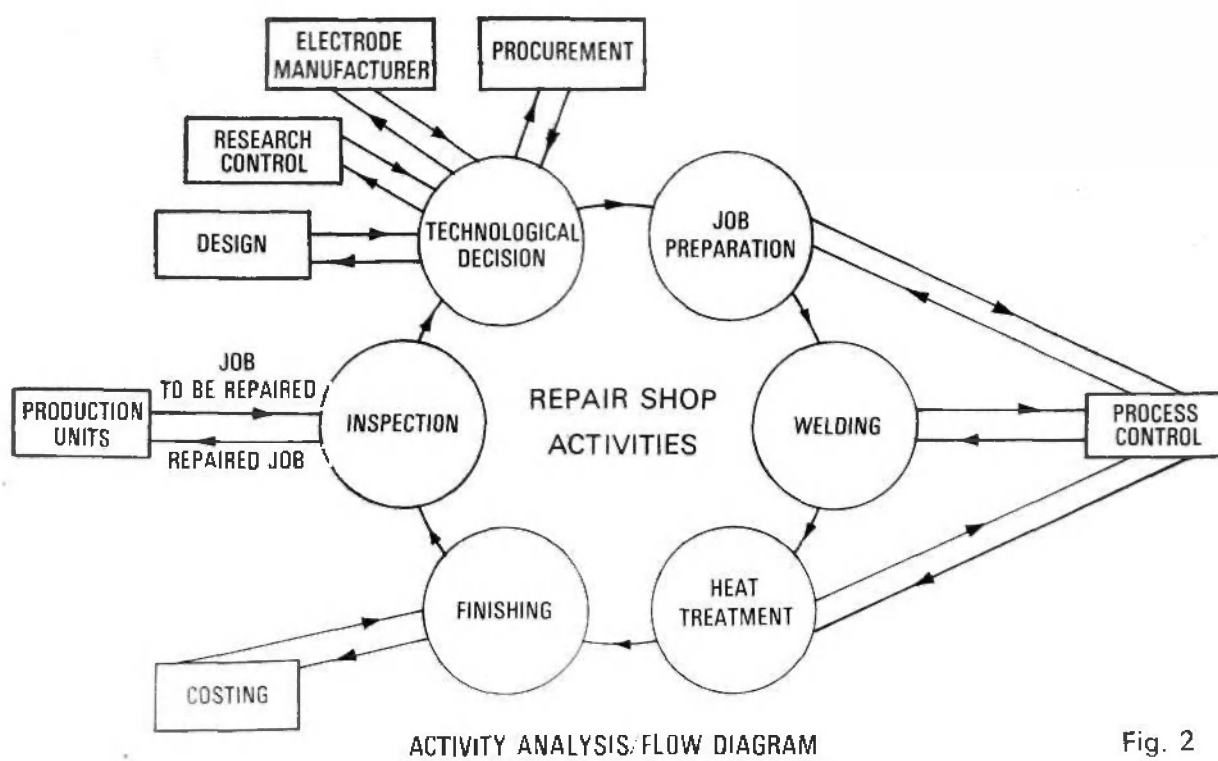 ELECTRODE
MANUFACTURER
PROCUREMENT
RESEARCH
CONTROL
DESIGN
TECHNOLOGICAL
DECISION
JOB
PREPARATION
JOB
TO BE REPAIRED
PRODUCTION
UNITS
REPAIRED JOB
INSPECTION
REPAIR SHOP
ACTIVITIES
WELDING
PROCESS
CONTROL
HEAT
TREATMENT
FINISHING
COSTING
ACTIVITY ANALYSIS/FLOW DIAGRAM
Fig. 2